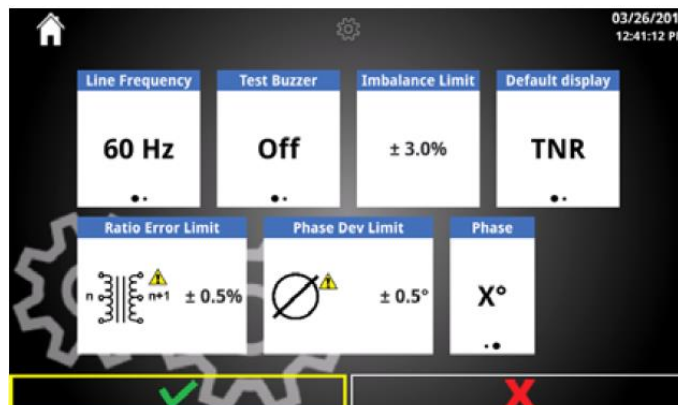 03/26/201
12:41:12 P
Line Frequency
Test Buzzer
Imbalance Limit
Default display
60 Hz
Off
± 3.0%
TNR
Ratio Error Limit
Phase Dev Limit
Phase
n
n+1
± 0.5%
± 0.5°
X°